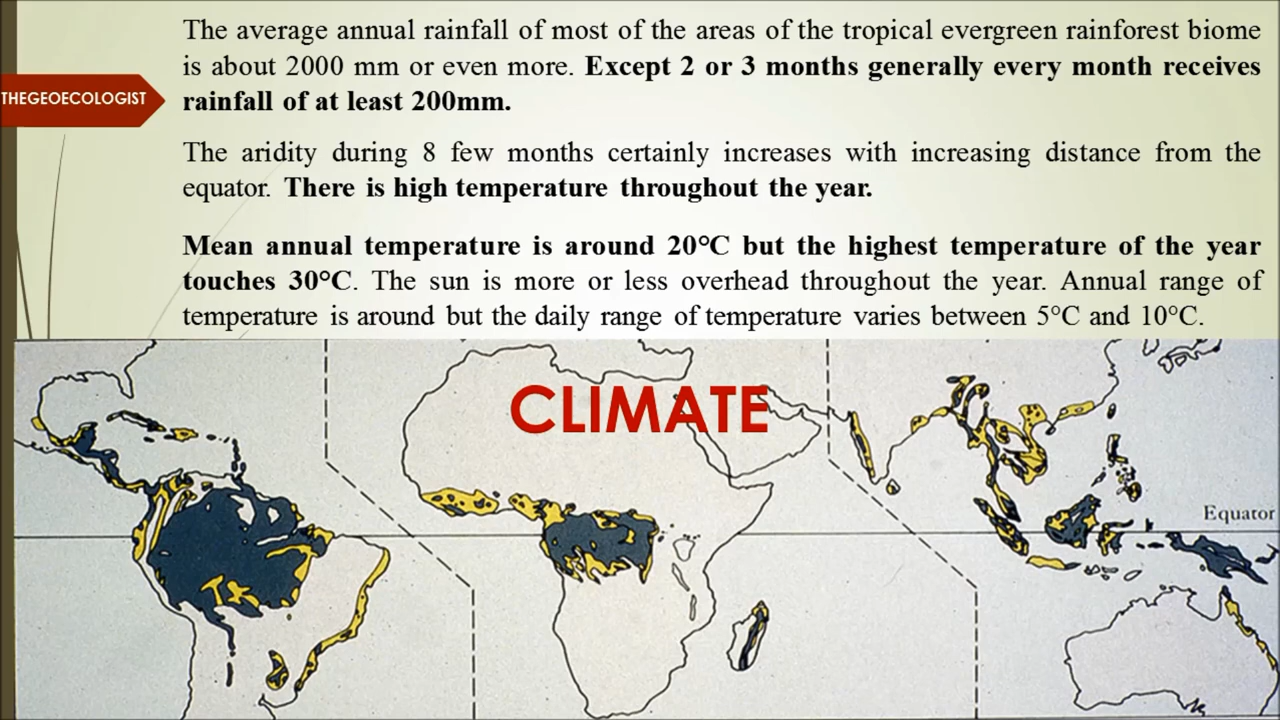 The average annual rainfall of most of the areas of the tropical evergreen rainforest biome
is about 2000 mm or even more. Except 2 or 3 months generally every month receives
rainfall of at least 200mm.
THEGEOECOLOGIST
The aridity during 8 few months certainly increases with increasing distance from the
equator. There is high temperature throughout the year.
Mean annual temperature is around 20°C but the highest temperature of the year
touches 30°C. The sun is more or less overhead throughout the year. Annual range of
temperature is around but the daily range of temperature varies between 5°C and 10°C.
CLIMATE
Equator